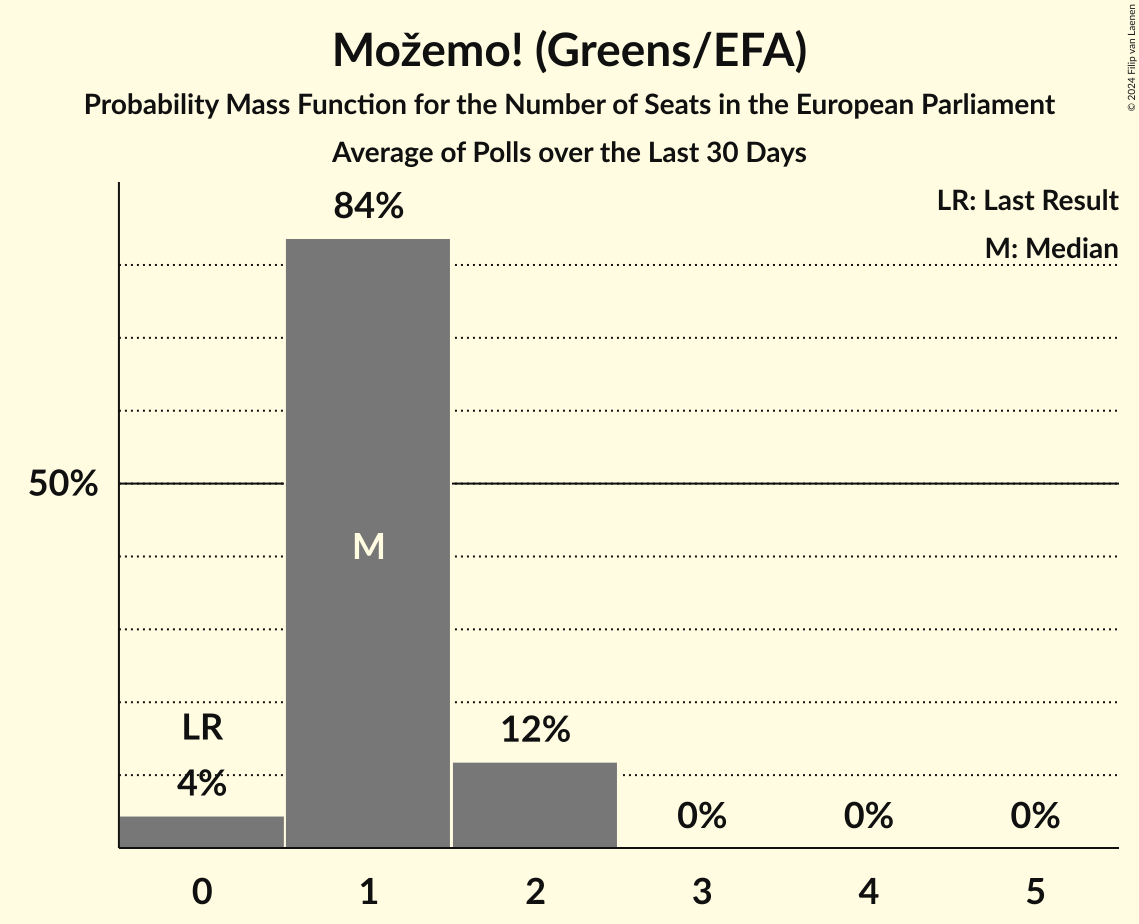 Možemo! (Greens/EFA)
Probability Mass Function for the Number of Seats in the European Parliament
Average of Polls over the Last 30 Days
© 2024 Filip van Laenen
LR: Last Result
M: Median
84%
50%
M
LR
4%
12%
0%
0%
0%
0
1
2
3
4
5